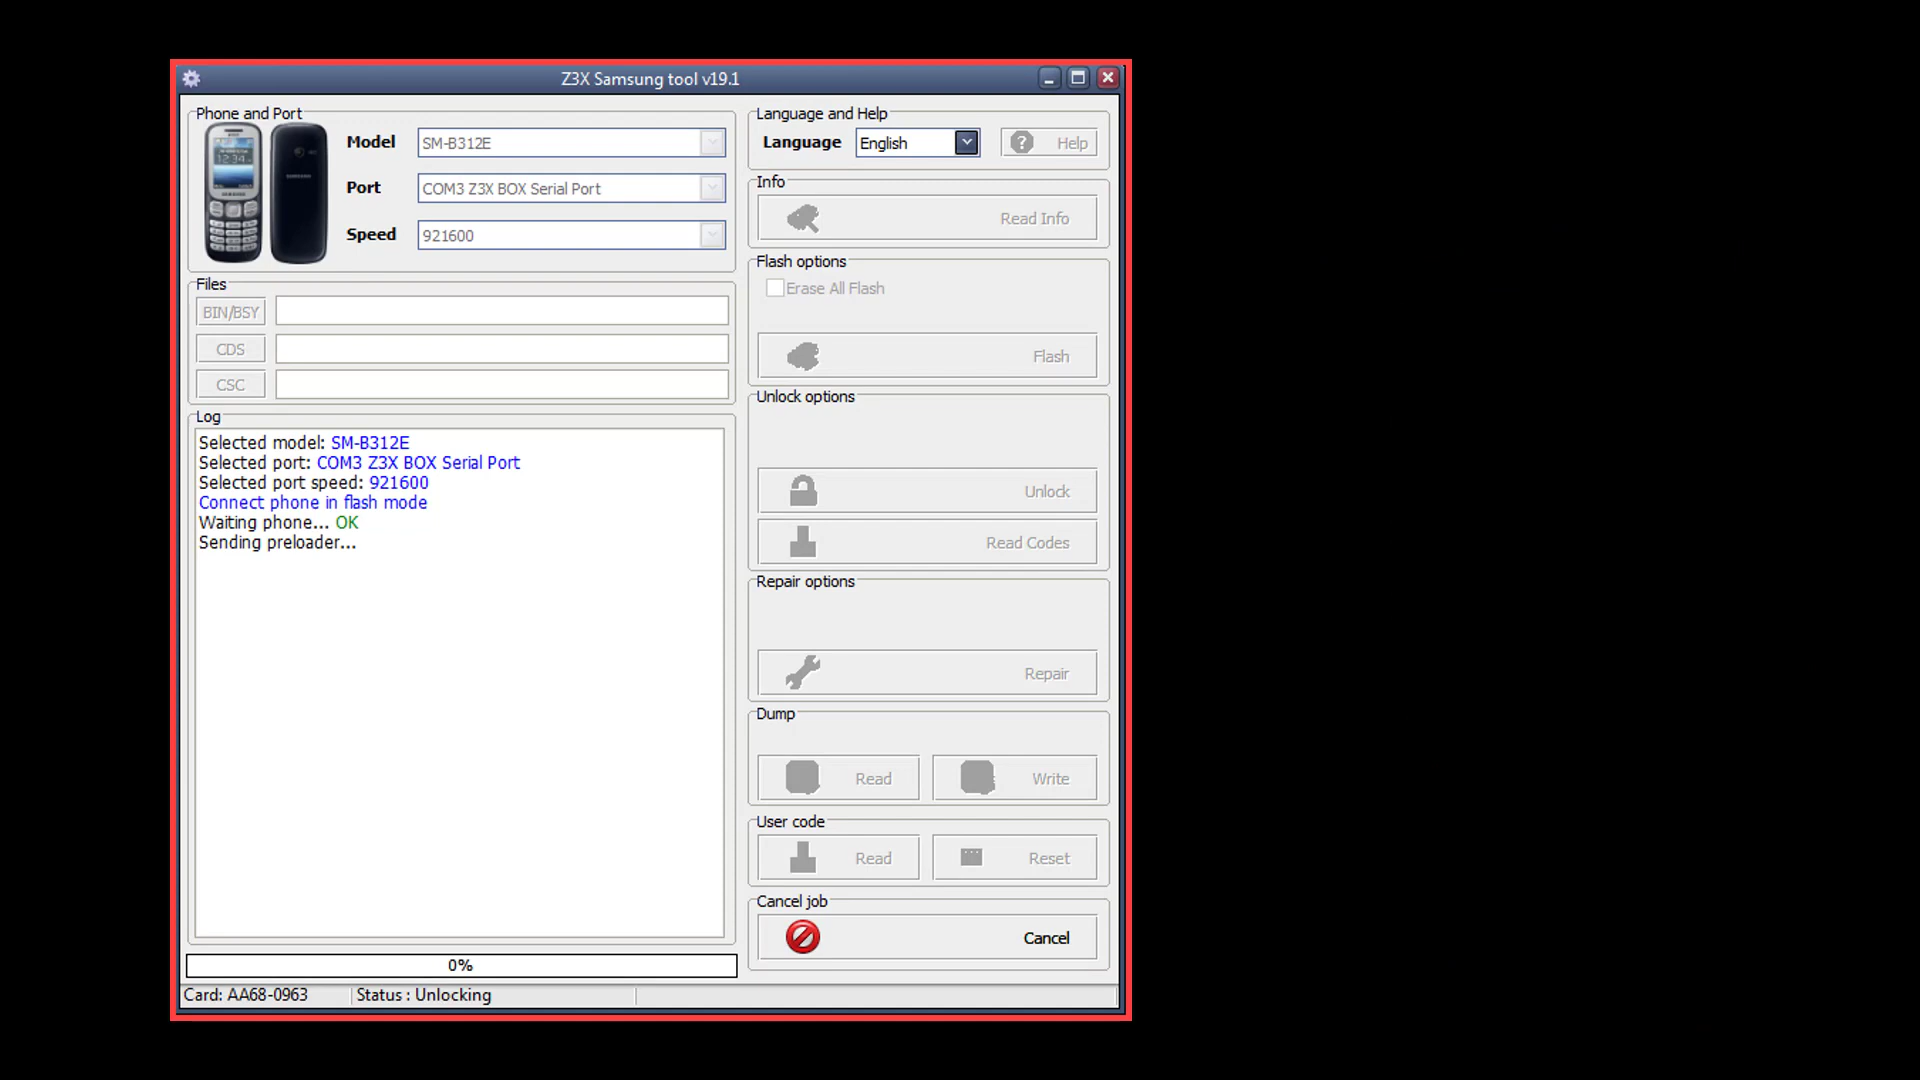 Z3X Samsung tool v19.1
Phone and Port
Model
SM-B312E
Port
COM3 Z3X BOX Serial Port
Speed
921600
Files
BIN/BSY
CDS
CSC
Log
Selected model: SM-B312E
Selected port: COM3 Z3X BOX Serial Port
Selected port speed: 921600
Connect phone in flash mode
Waiting phone... OK
Sending preloader...
0%
Card: AA68-0963
Status : Unlocking
Language and Help
Language
English
Help
Info
Read Info
Flash options
Erase All Flash
Flash
Unlock options
Unlock
Read Codes
Repair options
Repair
Dump
Read
Write
User code
Read
Reset
Cancel job
Cancel